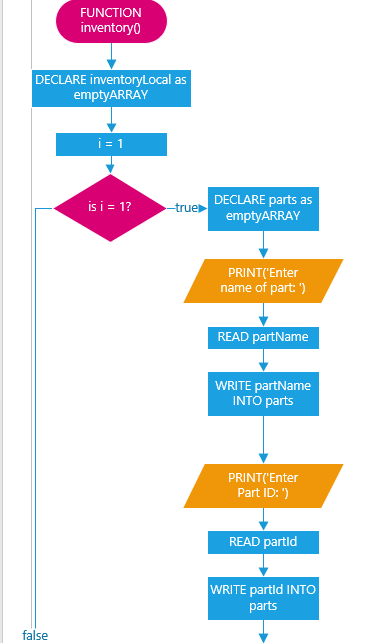 FUNCTION
inventory()
DECLARE inventoryLocal as
emptyARRAY
i = 1
is i = 1?
true
DECLARE parts as
emptyARRAY
PRINT('Enter
name of part: ')
READ partName
WRITE partName
INTO parts
PRINT('Enter
Part ID: ')
READ partId
WRITE partId INTO
parts
false